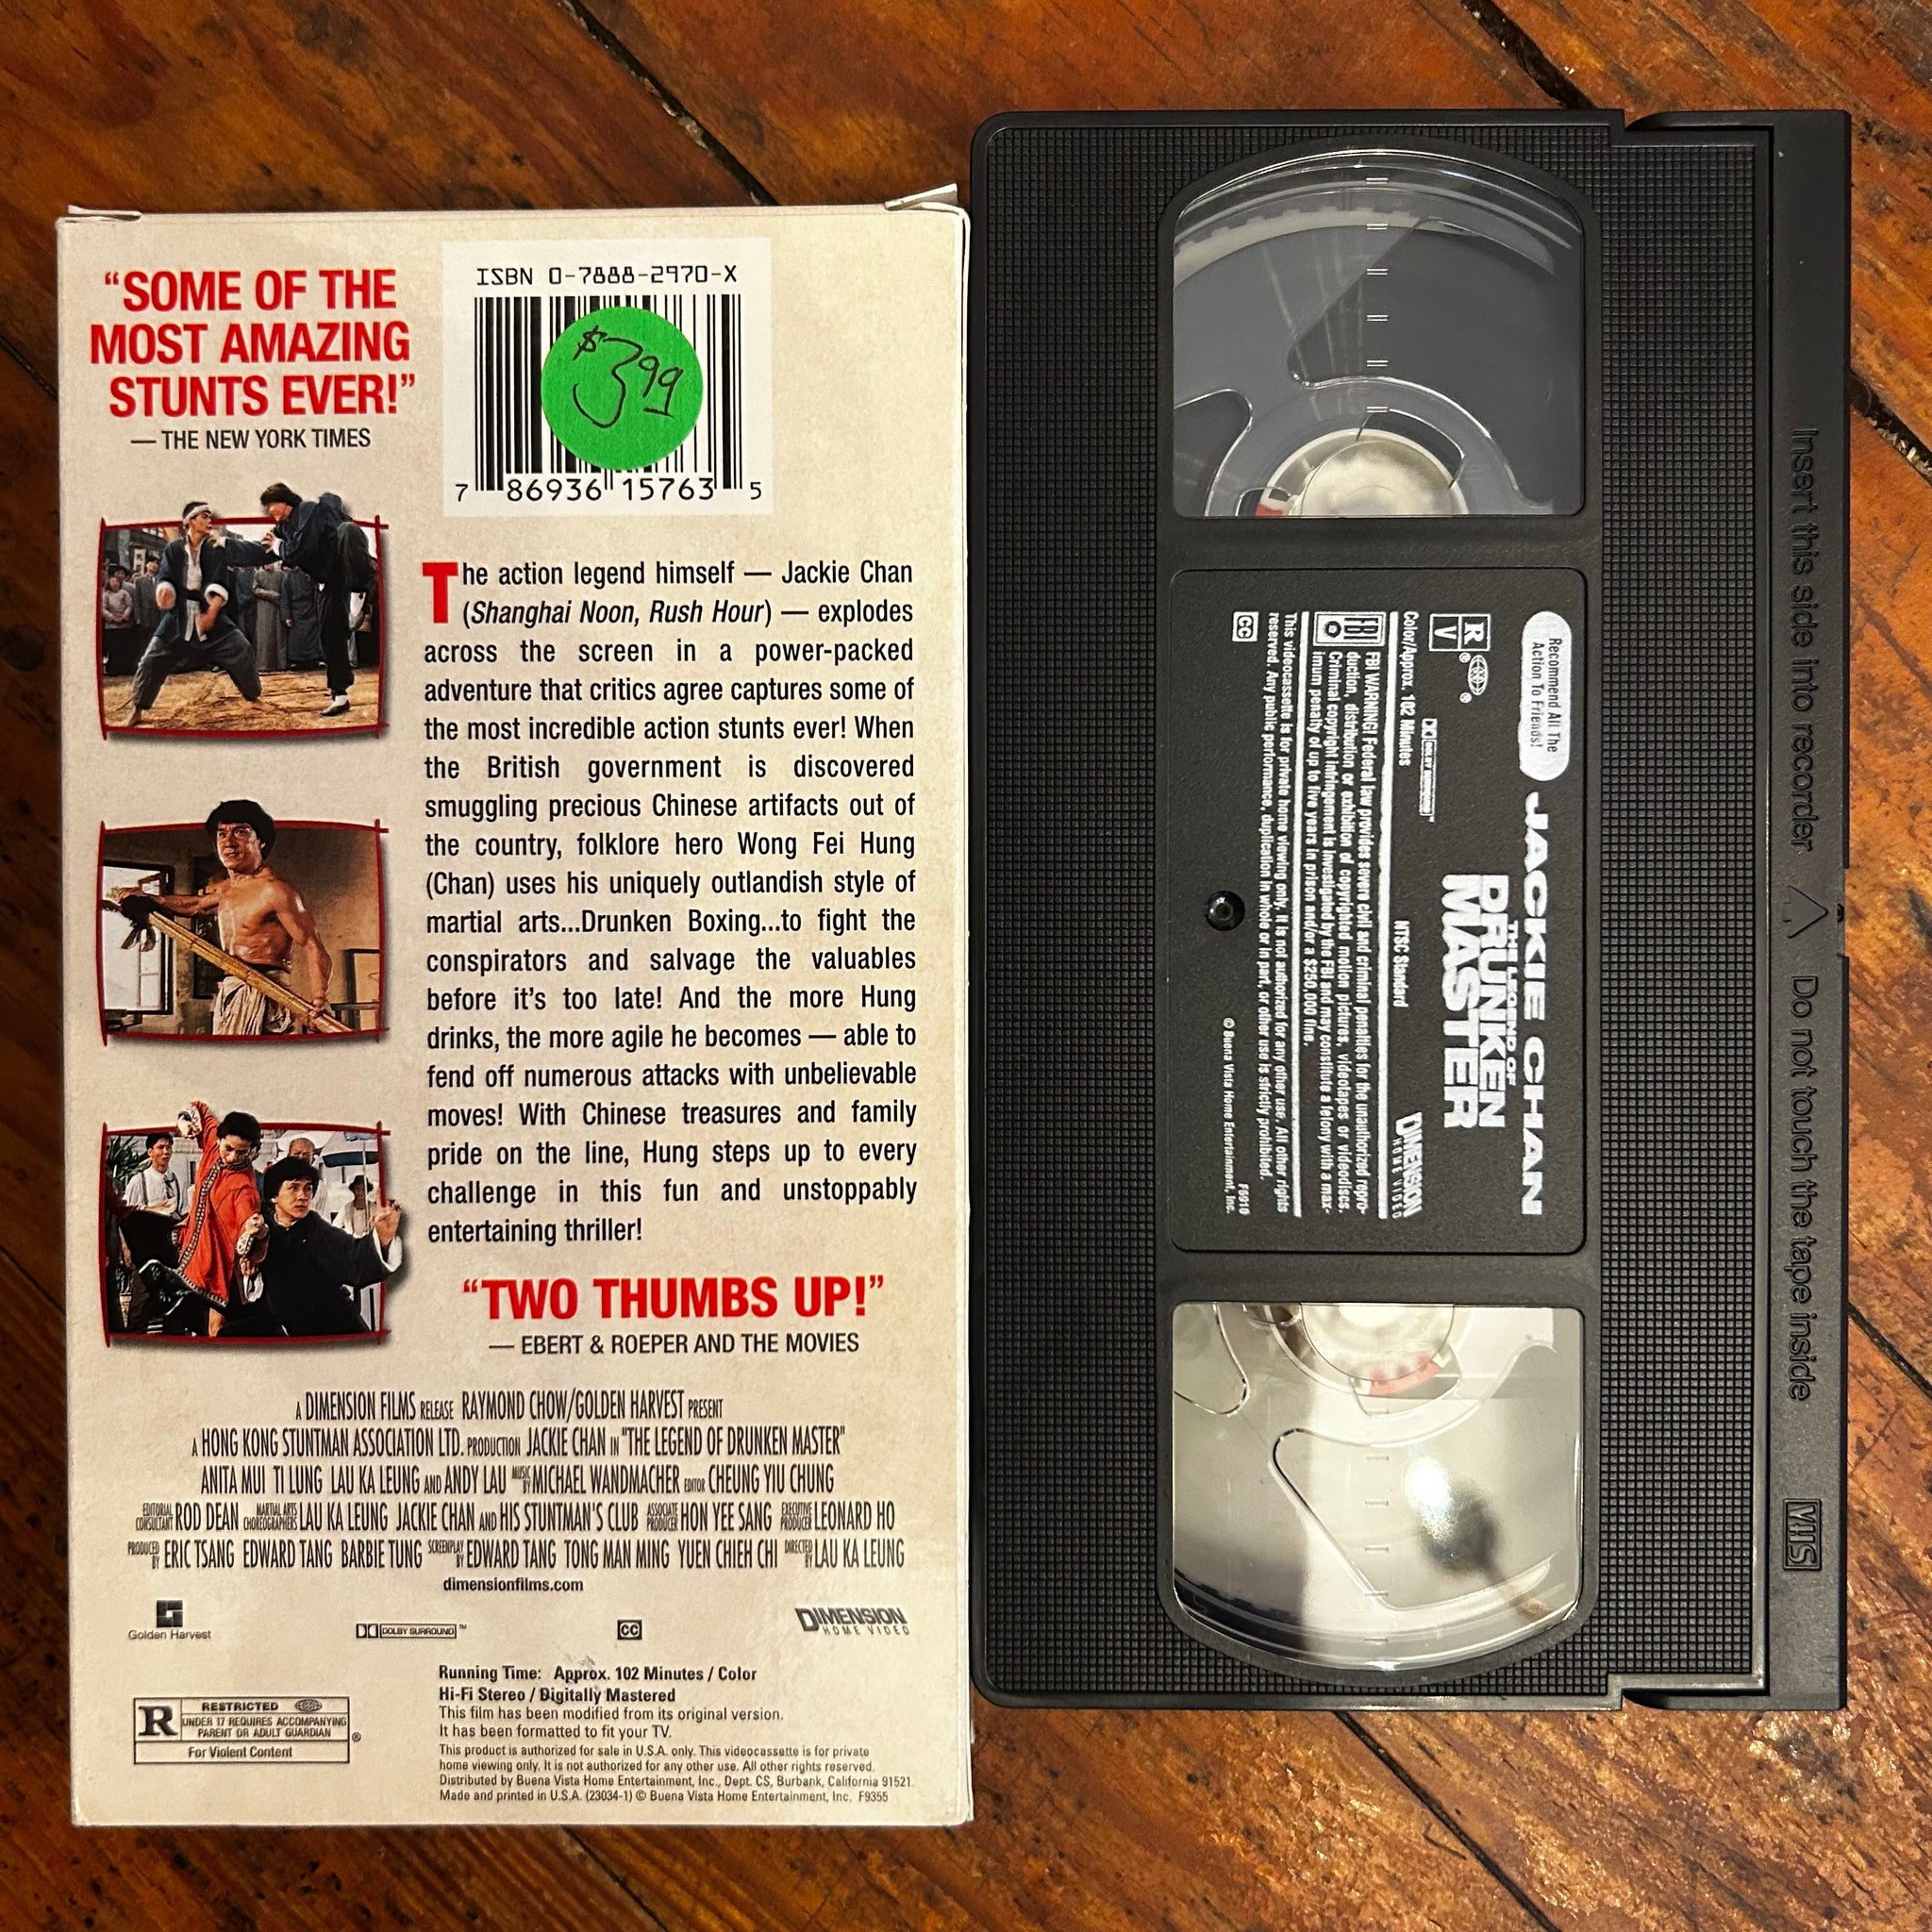 “SOME OF THE
MOST AMAZING
STUNTS EVER!”
— THE NEW YORK TIMES
ISBN 0-7888-2970-X
$3.99
7 86936 15763 5
The action legend himself — Jackie Chan
(Shanghai Noon, Rush Hour) — explodes
across the screen in a power-packed
adventure that critics agree captures some of
the most incredible action stunts ever! When
the British government is discovered
smuggling precious Chinese artifacts out of
the country, folklore hero Wong Fei Hung
(Chan) uses his uniquely outlandish style of
martial arts...Drunken Boxing...to fight the
conspirators and salvage the valuables
before it’s too late! And the more Hung
drinks, the more agile he becomes — able to
fend off numerous attacks with unbelievable
moves! With Chinese treasures and family
pride on the line, Hung steps up to every
challenge in this fun and unstoppably
entertaining thriller!
“TWO THUMBS UP!”
— EBERT & ROEPER AND THE MOVIES
A DIMENSION FILMS RELEASE RAYMOND CHOW/GOLDEN HARVEST PRESENT
A HONG KONG STUNTMAN ASSOCIATION LTD. PRODUCTION JACKIE CHAN IN "THE LEGEND OF DRUNKEN MASTER"
ANITA MUI TI LUNG LAU KA LEUNG AND ANDY LAU MUSIC BY MICHAEL WANDMACHER EDITOR CHEUNG YIU CHUNG
EDITORIAL CONSULTANT ROD DEAN MARTIAL ARTS CHOREOGRAPHERS LAU KA LEUNG JACKIE CHAN AND HIS STUNTMAN'S CLUB ASSOCIATE PRODUCER HON YEE SANG EXECUTIVE PRODUCER LEONARD HO
PRODUCED BY ERIC TSANG EDWARD TANG BARBIE TUNG SCREENPLAY BY EDWARD TANG TONG MAN MING YUEN CHIEH CHI DIRECTED BY LAU KA LEUNG
dimensionfilms.com
Golden Harvest
DOLBY SURROUND™
CC
DIMENSION
HOME VIDEO
Running Time: Approx. 102 Minutes / Color
Hi-Fi Stereo / Digitally Mastered
This film has been modified from its original version.
It has been formatted to fit your TV.
This product is authorized for sale in U.S.A. only. This videocassette is for private
home viewing only. It is not authorized for any other use. All other rights reserved.
Distributed by Buena Vista Home Entertainment, Inc., Dept. CS, Burbank, California 91521.
Made and printed in U.S.A. (23034-1) © Buena Vista Home Entertainment, Inc. F9355
R
RESTRICTED
UNDER 17 REQUIRES ACCOMPANYING
PARENT OR ADULT GUARDIAN
®
For Violent Content
Recommend All The
Action To Friends!
JACKIE CHAN
THE LEGEND OF
DRUNKEN
MASTER
R
V
®
®
DOLBY SURROUND
Color/Approx. 102 Minutes
NTSC Standard
DIMENSION
HOME VIDEO
FBI
FBI WARNING! Federal law provides severe civil and criminal penalties for the unauthorized repro-
duction, distribution or exhibition of copyrighted motion pictures, videotapes or videodiscs.
Criminal copyright infringement is investigated by the FBI and may constitute a felony with a max-
imum penalty of up to five years in prison and/or a $250,000 fine.
This videocassette is for private home viewing only. It is not authorized for any other use. All other rights
reserved. Any public performance, duplication in whole or in part, or other use is strictly prohibited.
CC
© Buena Vista Home Entertainment, Inc.
F5910
Insert this side into recorder
Do not touch the tape inside
VHS